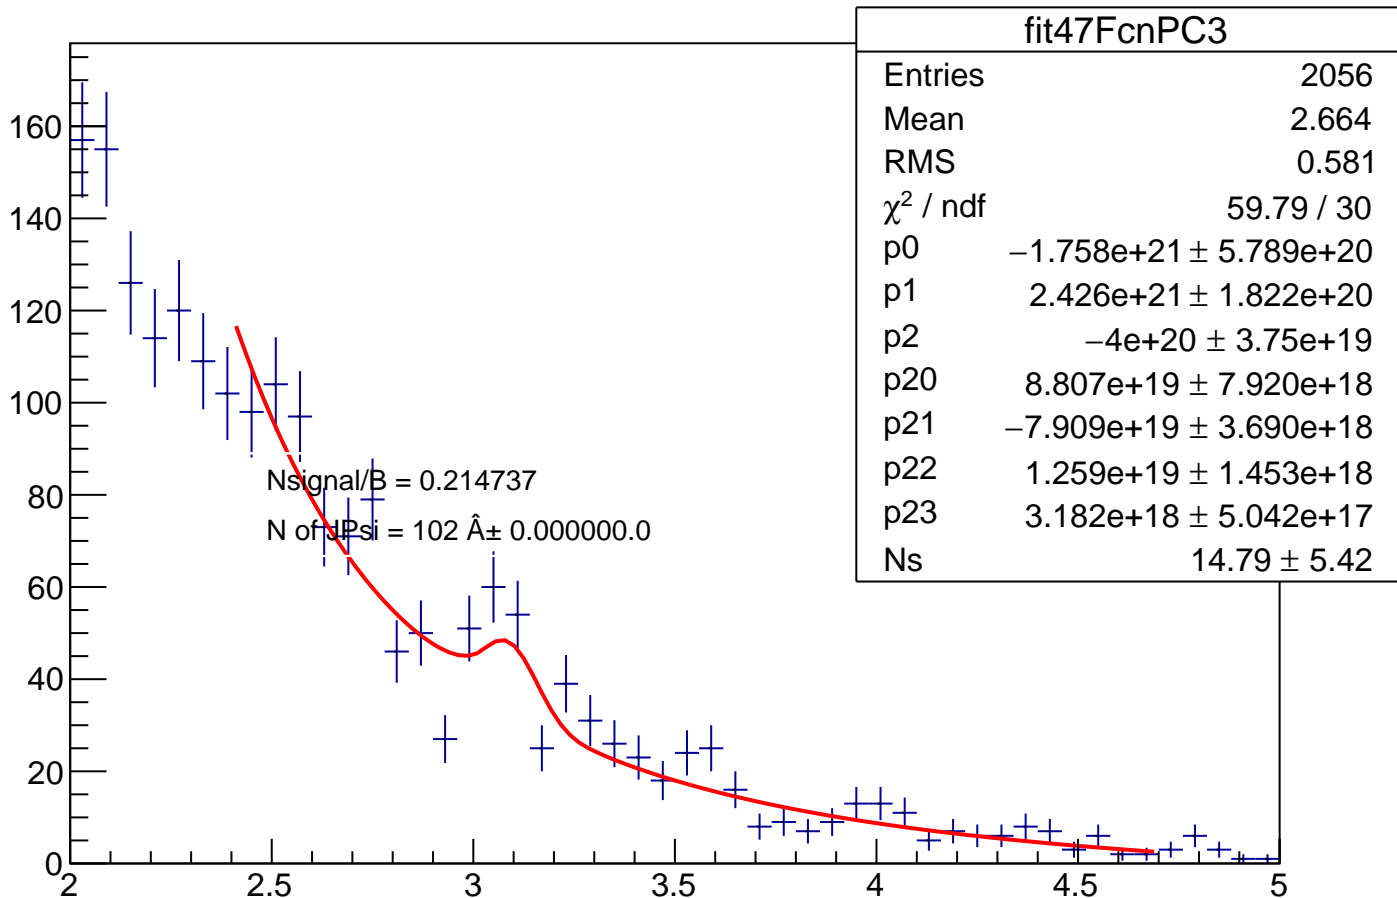 fit47FcnPC3
Entries 2056
Mean 2.664
RMS 0.581
χ² / ndf 59.79 / 30
p0 −1.758e+21 ± 5.789e+20
p1 2.426e+21 ± 1.822e+20
p2 −4e+20 ± 3.75e+19
p20 8.807e+19 ± 7.920e+18
p21 −7.909e+19 ± 3.690e+18
p22 1.259e+19 ± 1.453e+18
p23 3.182e+18 ± 5.042e+17
Ns 14.79 ± 5.42
160
140
120
100
80
60
40
20
0
Nsignal/B = 0.214737
N of JPsi = 102 Â± 0.000000.0
2 2.5 3 3.5 4 4.5 5